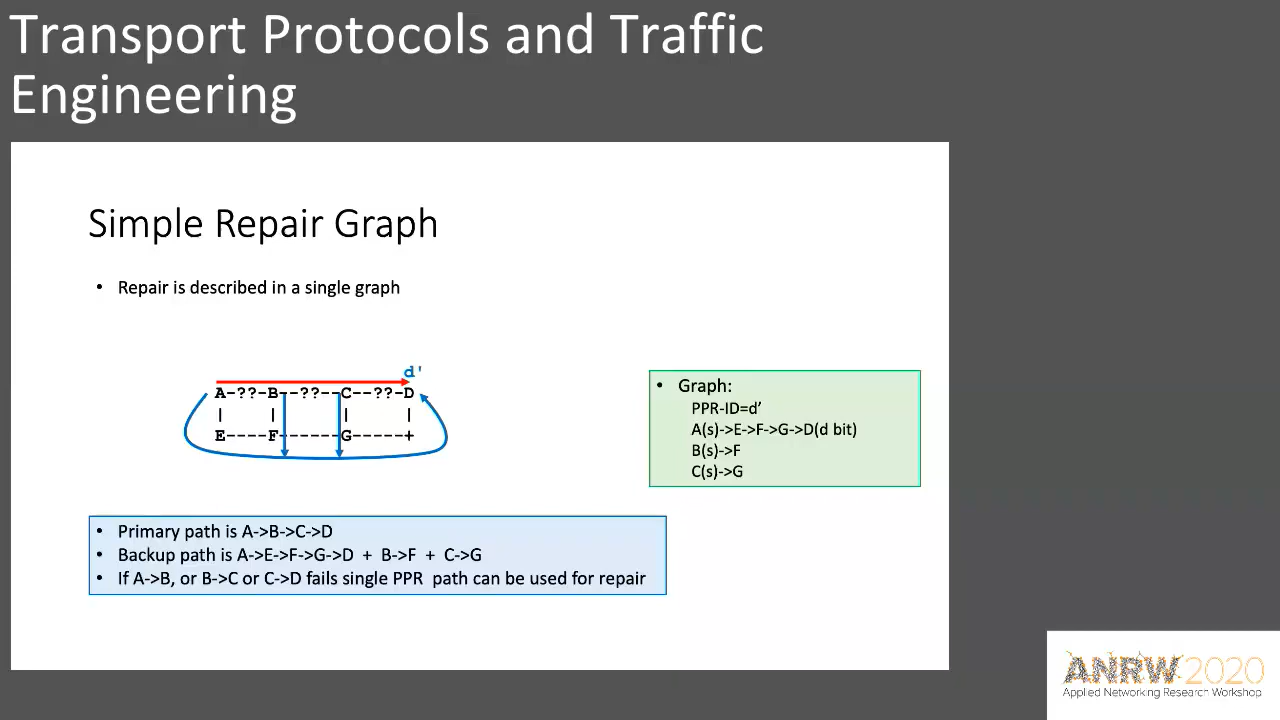 Transport Protocols and Traffic
Engineering
Simple Repair Graph
• Repair is described in a single graph
d'
A-??-B--??--C--??-D
| | | |
E----F------G----+
• Graph:
PPR-ID=d’
A(s)->E->F->G->D(d bit)
B(s)->F
C(s)->G
• Primary path is A->B->C->D
• Backup path is A->E->F->G->D + B->F + C->G
• If A->B, or B->C or C->D fails single PPR path can be used for repair
ANRW2020
Applied Networking Research Workshop